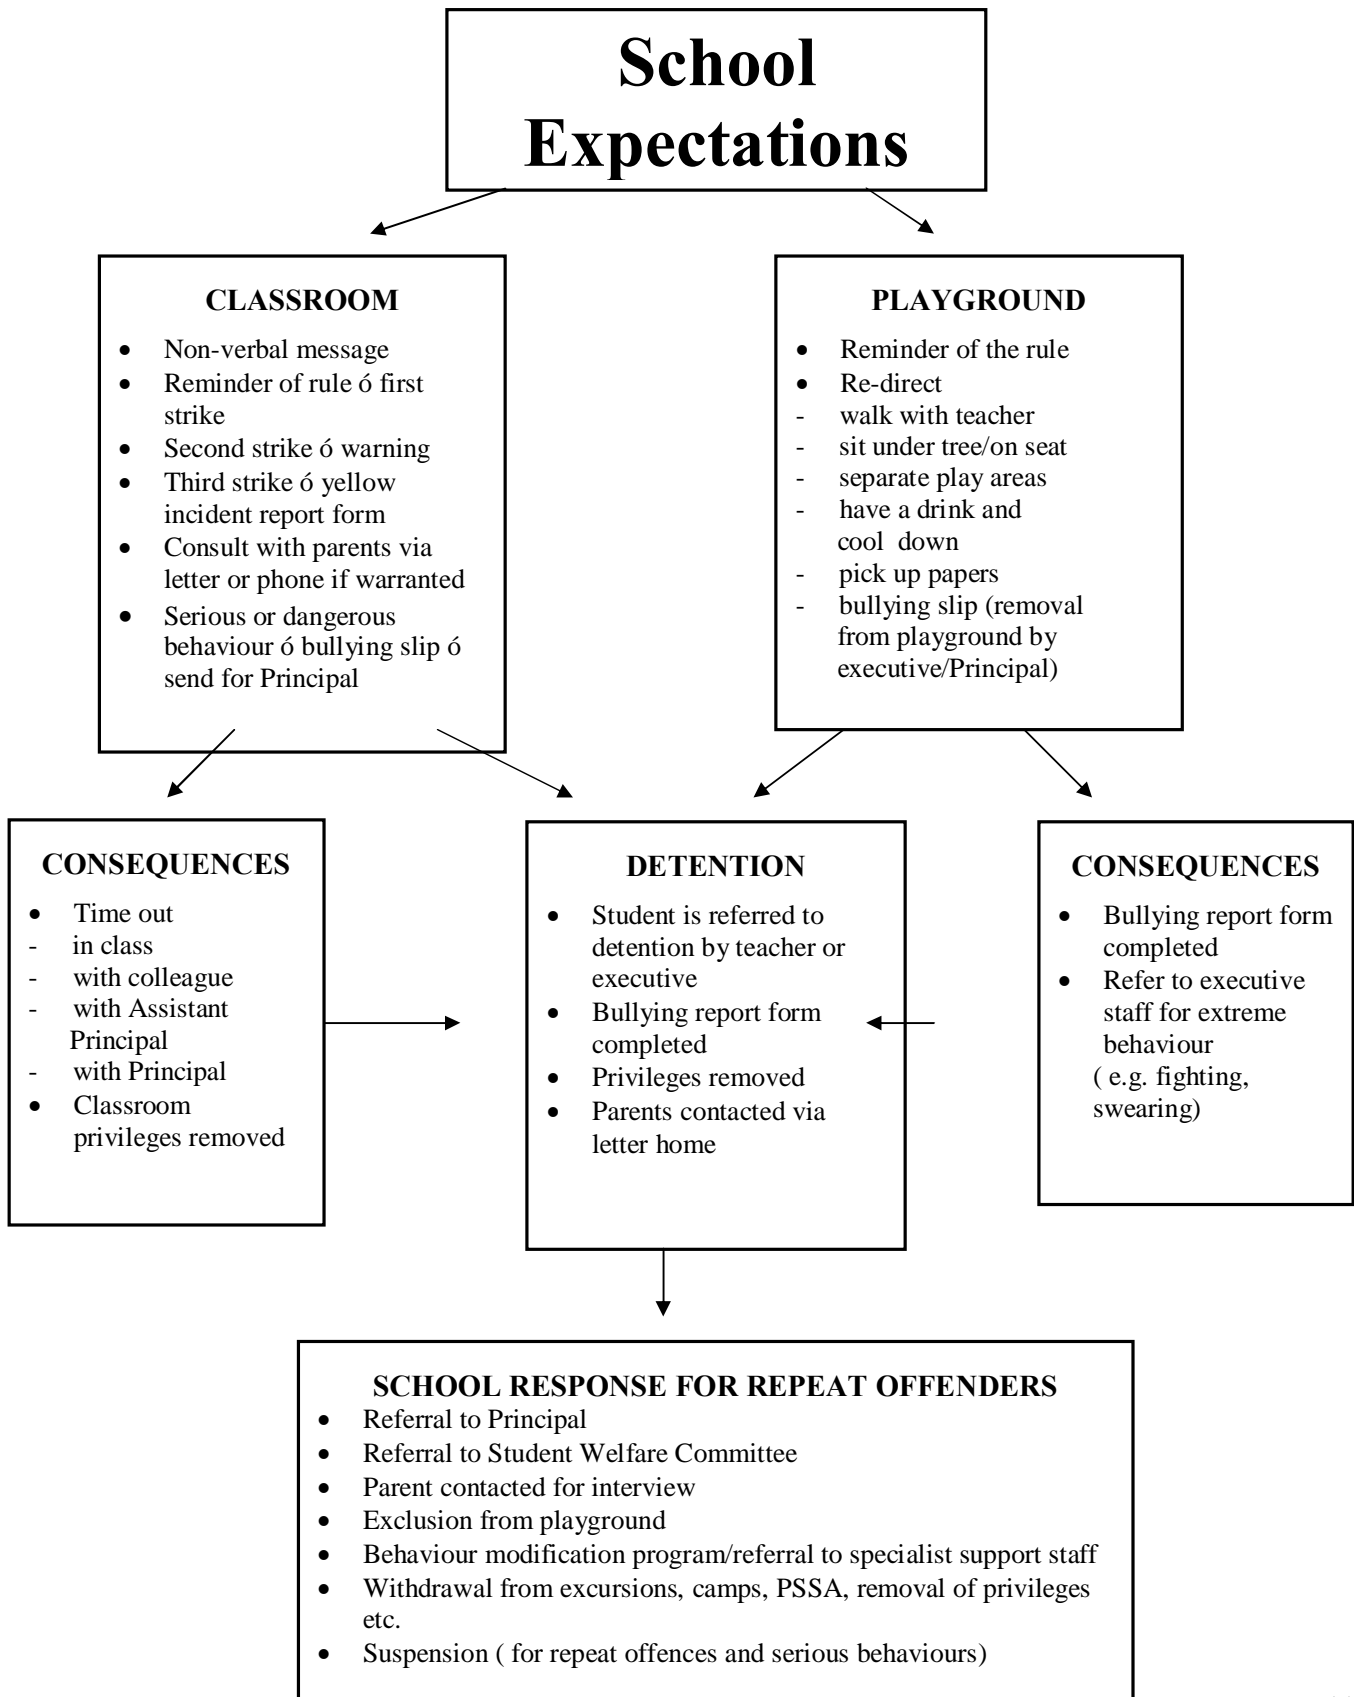 School
Expectations
CLASSROOM
• Non-verbal message
• Reminder of rule ó first
strike
• Second strike ó warning
• Third strike ó yellow
incident report form
• Consult with parents via
letter or phone if warranted
• Serious or dangerous
behaviour ó bullying slip ó
send for Principal
PLAYGROUND
• Reminder of the rule
• Re-direct
- walk with teacher
- sit under tree/on seat
- separate play areas
- have a drink and
cool down
- pick up papers
- bullying slip (removal
from playground by
executive/Principal)
CONSEQUENCES
• Time out
- in class
- with colleague
- with Assistant
Principal
- with Principal
• Classroom
privileges removed
DETENTION
• Student is referred to
detention by teacher or
executive
• Bullying report form
completed
• Privileges removed
• Parents contacted via
letter home
CONSEQUENCES
• Bullying report form
completed
• Refer to executive
staff for extreme
behaviour
( e.g. fighting,
swearing)
SCHOOL RESPONSE FOR REPEAT OFFENDERS
• Referral to Principal
• Referral to Student Welfare Committee
• Parent contacted for interview
• Exclusion from playground
• Behaviour modification program/referral to specialist support staff
• Withdrawal from excursions, camps, PSSA, removal of privileges
etc.
• Suspension ( for repeat offences and serious behaviours)